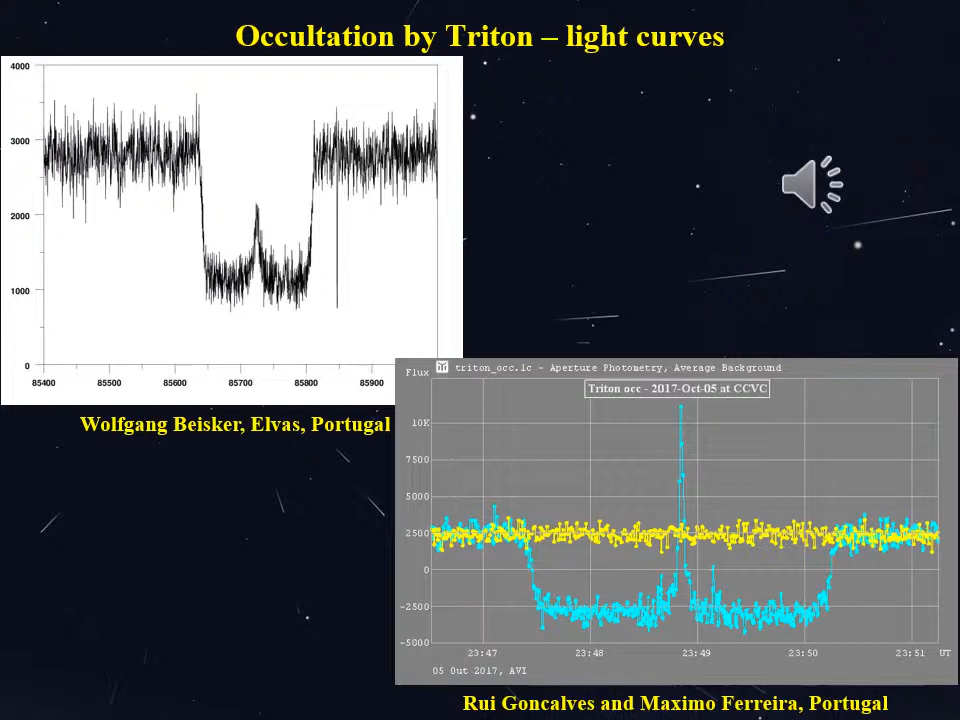 Occultation by Triton – light curves
4000
3000
2000
1000
0
85400 85500 85600 85700 85800 85900
Wolfgang Beisker, Elvas, Portugal
Flux triton_occ.lc - Aperture Photometry, Average Background
Triton occ - 2017-Oct-05 at CCVC
10K
7500
5000
2500
0
-2500
-5000
23:47 23:48 23:49 23:50 23:51 UT
05 Out 2017, AVI
Rui Goncalves and Maximo Ferreira, Portugal